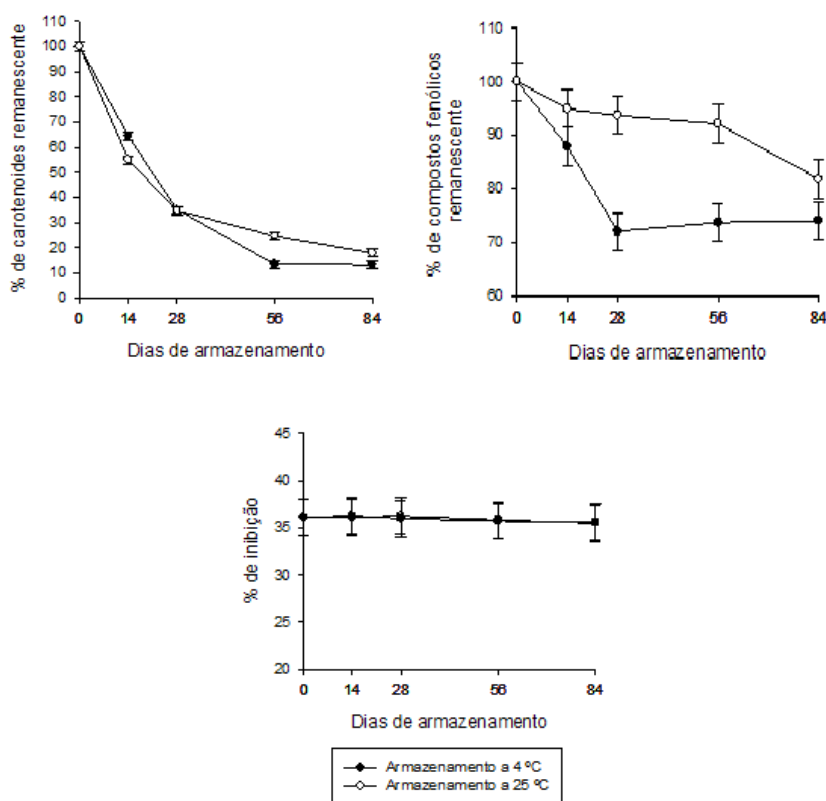 % de carotenoides remanescente
110
100
90
80
70
60
50
40
30
20
10
0
0 14 28 56 84
Dias de armazenamento
% de compostos fenólicos
remanescente
100
90
80
70
60
0 14 28 56 84
Dias de armazenamento
% de inibição
45
40
35
30
25
20
0 14 28 56 84
Dias de armazenamento
Armazenamento a 4 ºC
Armazenamento a 25 ºC